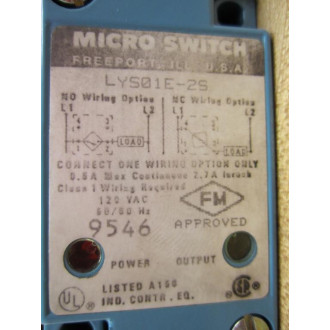 MICRO SWITCH
FREEPORT, ILL. U.S.A
LYS01E-2S
NO Wiring Option NC Wiring Option
L1 L2 L1 L2
LOAD LOAD
CONNECT ONE WIRING OPTION ONLY
0.5A Max Continuous 2.7A Inrush
Class 1 Wiring Required
120 VAC
50/60 Hz
FM
9546 APPROVED
POWER OUTPUT
UL LISTED A100
IND. CONTR. EQ.